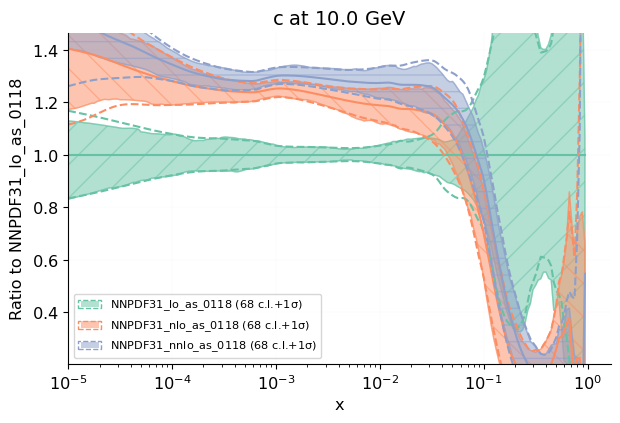 c at 10.0 GeV
Ratio to NNPDF31_lo_as_0118
1.4
1.2
1.0
0.8
0.6
0.4
NNPDF31_lo_as_0118 (68 c.l.+1σ)
NNPDF31_nlo_as_0118 (68 c.l.+1σ)
NNPDF31_nnlo_as_0118 (68 c.l.+1σ)
10⁻⁵ 10⁻⁴ 10⁻³ 10⁻² 10⁻¹ 10⁰
x